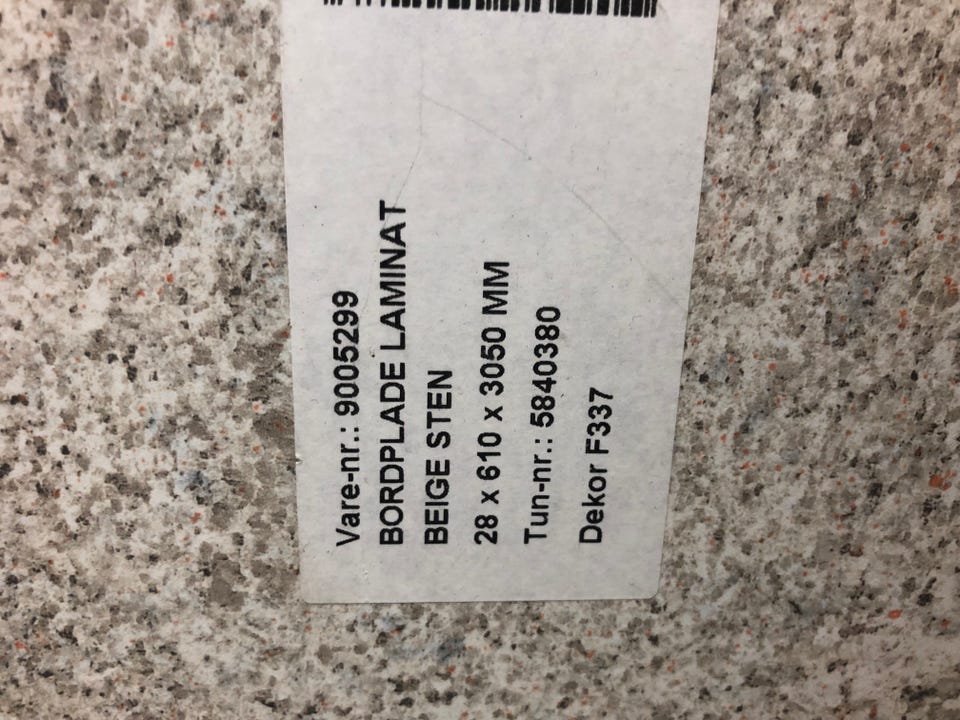 Vare-nr.: 9005299
BORDPLADE LAMINAT
BEIGE STEN
28 x 610 x 3050 MM
Tun-nr.: 5840380
Dekor F337